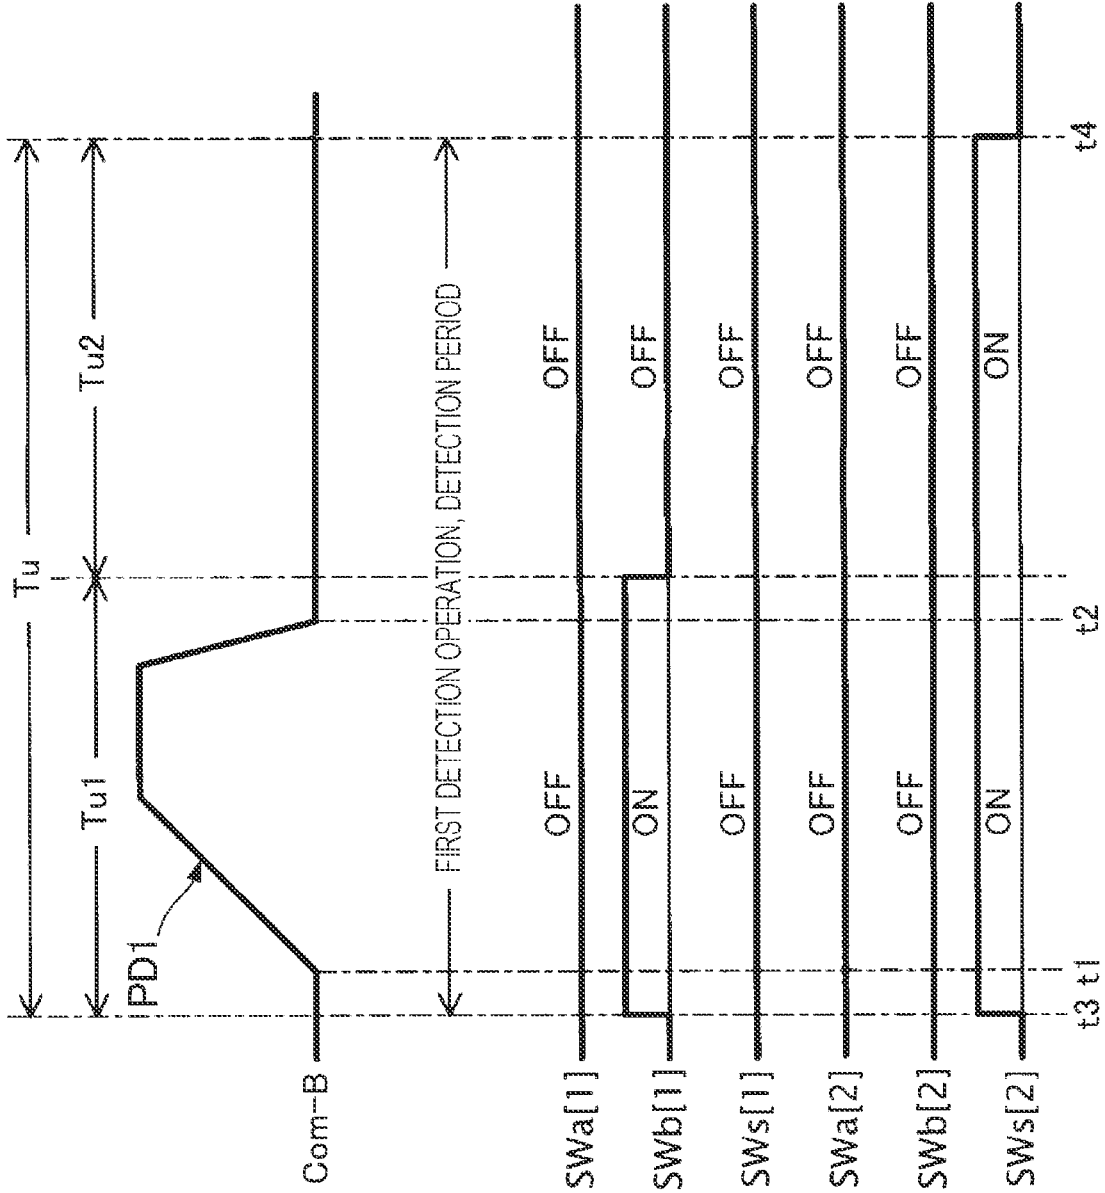 Tu
Tu1
Tu2
PD1
Com-B
FIRST DETECTION OPERATION, DETECTION PERIOD
SWa[1]
OFF
OFF
SWb[1]
ON
OFF
SWs[1]
OFF
OFF
SWa[2]
OFF
OFF
SWb[2]
OFF
OFF
SWs[2]
ON
ON
t3
t1
t2
t4